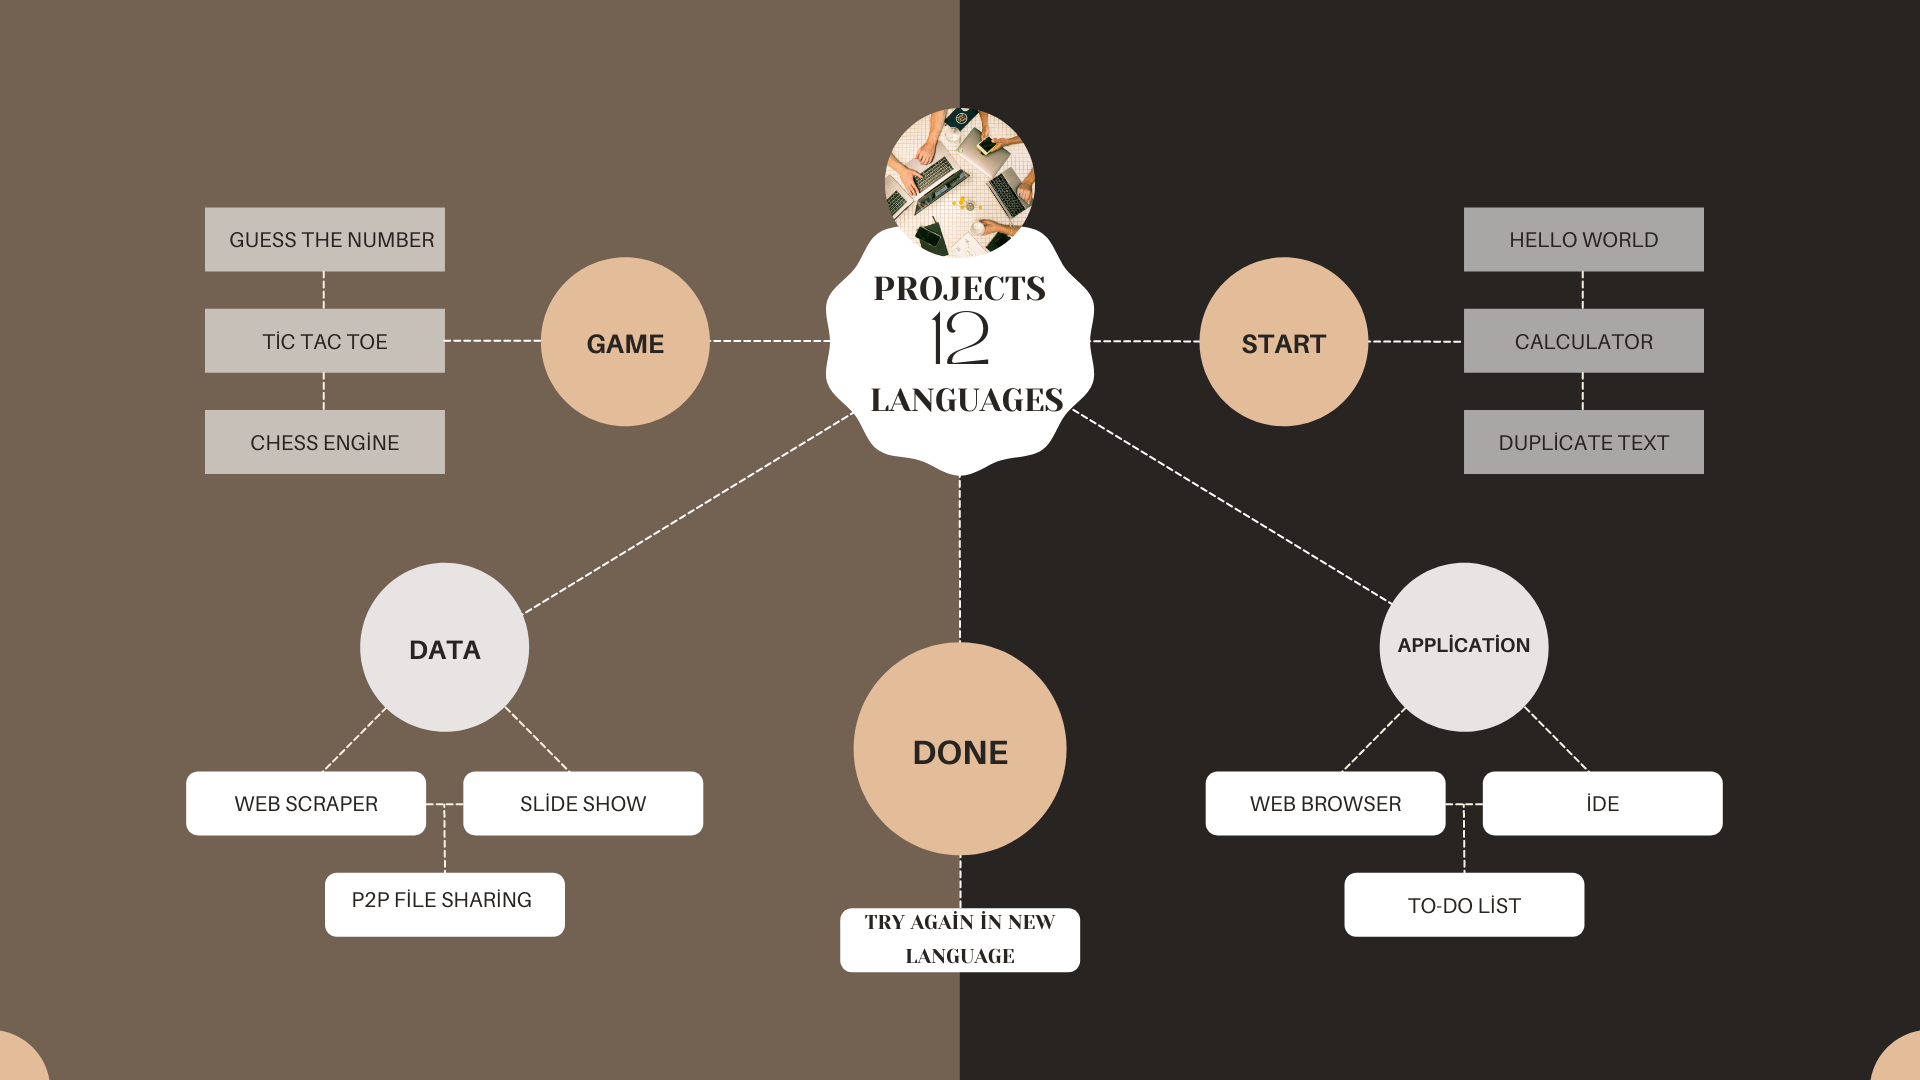 PROJECTS
12
LANGUAGES
GAME
GUESS THE NUMBER
TİC TAC TOE
CHESS ENGİNE
START
HELLO WORLD
CALCULATOR
DUPLİCATE TEXT
DATA
WEB SCRAPER
SLİDE SHOW
P2P FİLE SHARİNG
DONE
TRY AGAİN İN NEW
LANGUAGE
APPLİCATİON
WEB BROWSER
İDE
TO-DO LİST